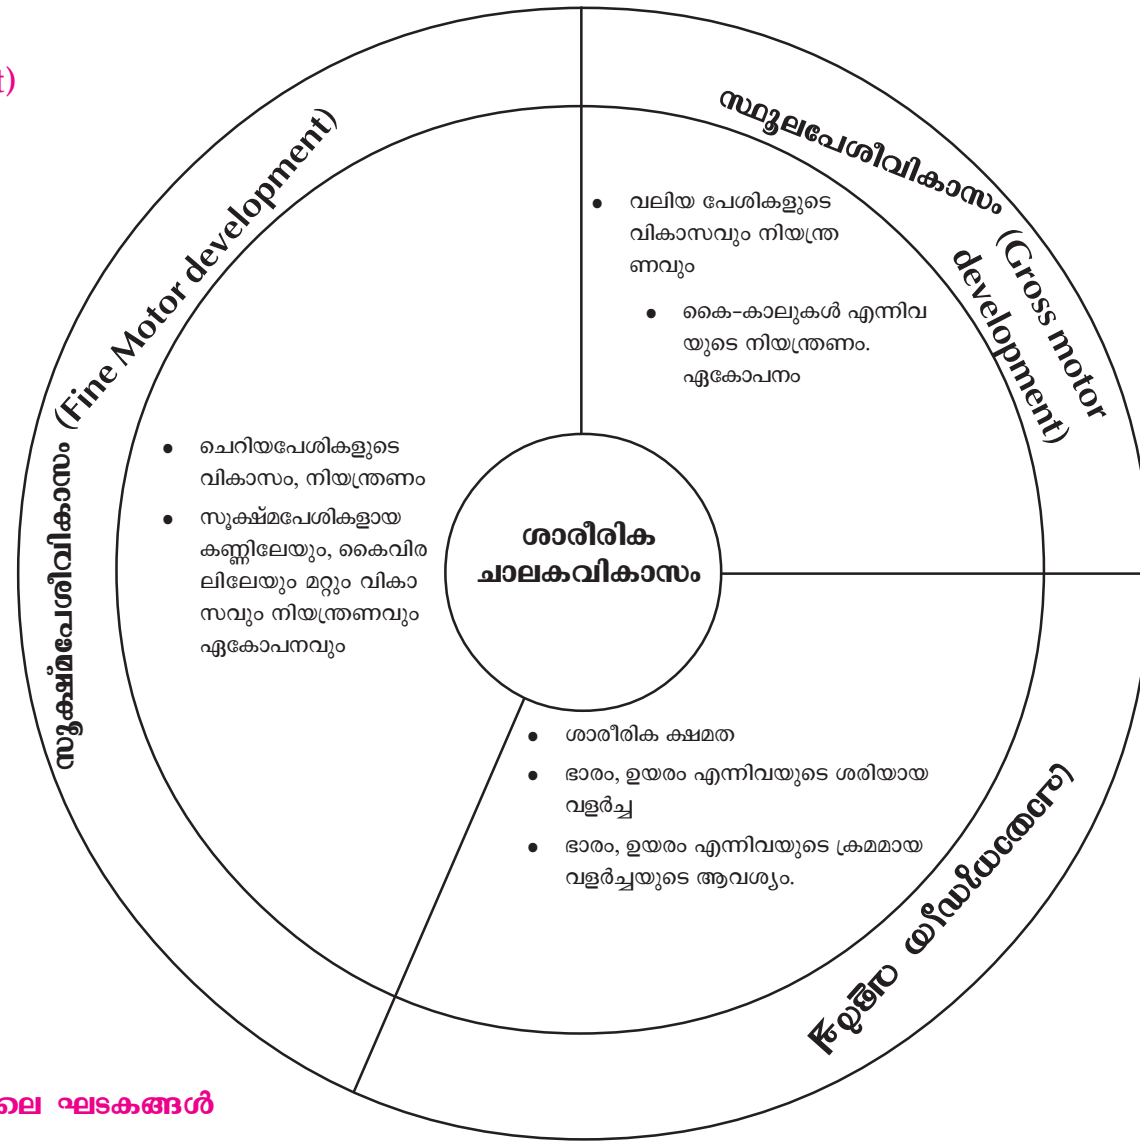 t)
സ്ഥൂലപേശീവികാസം (Gross motor
development)
സൂക്ഷ്മപേശീവികാസം (Fine Motor development)
• വലിയ പേശികളുടെ
വികാസവും നിയന്ത്ര
ണവും
• കൈ-കാലുകൾ എന്നിവ
യുടെ നിയന്ത്രണം.
ഏകോപനം
• ചെറിയപേശികളുടെ
വികാസം, നിയന്ത്രണം
• സൂക്ഷ്മപേശികളായ
കണ്ണിലേയും, കൈവിര
ലിലേയും മറ്റും വികാ
സവും നിയന്ത്രണവും
ഏകോപനവും
ശാരീരിക
ചാലകവികാസം
• ശാരീരിക ക്ഷമത
• ഭാരം, ഉയരം എന്നിവയുടെ ശരിയായ
വളർച്ച
• ഭാരം, ഉയരം എന്നിവയുടെ ക്രമമായ
വളർച്ചയുടെ ആവശ്യം.
ലെ ഘടകങ്ങൾ